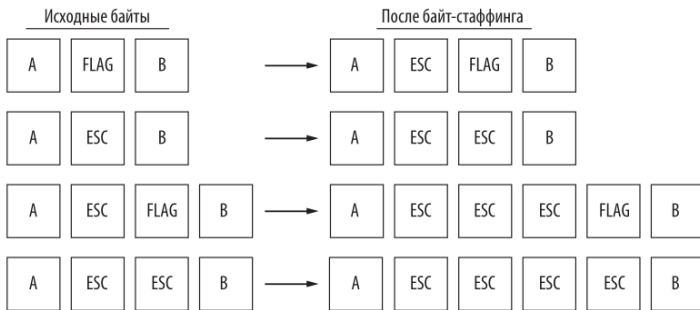 Исходные байты После байт-стаффинга
A FLAG B A ESC FLAG B
A ESC B A ESC ESC B
A ESC FLAG B A ESC ESC ESC FLAG B
A ESC ESC B A ESC ESC ESC ESC B